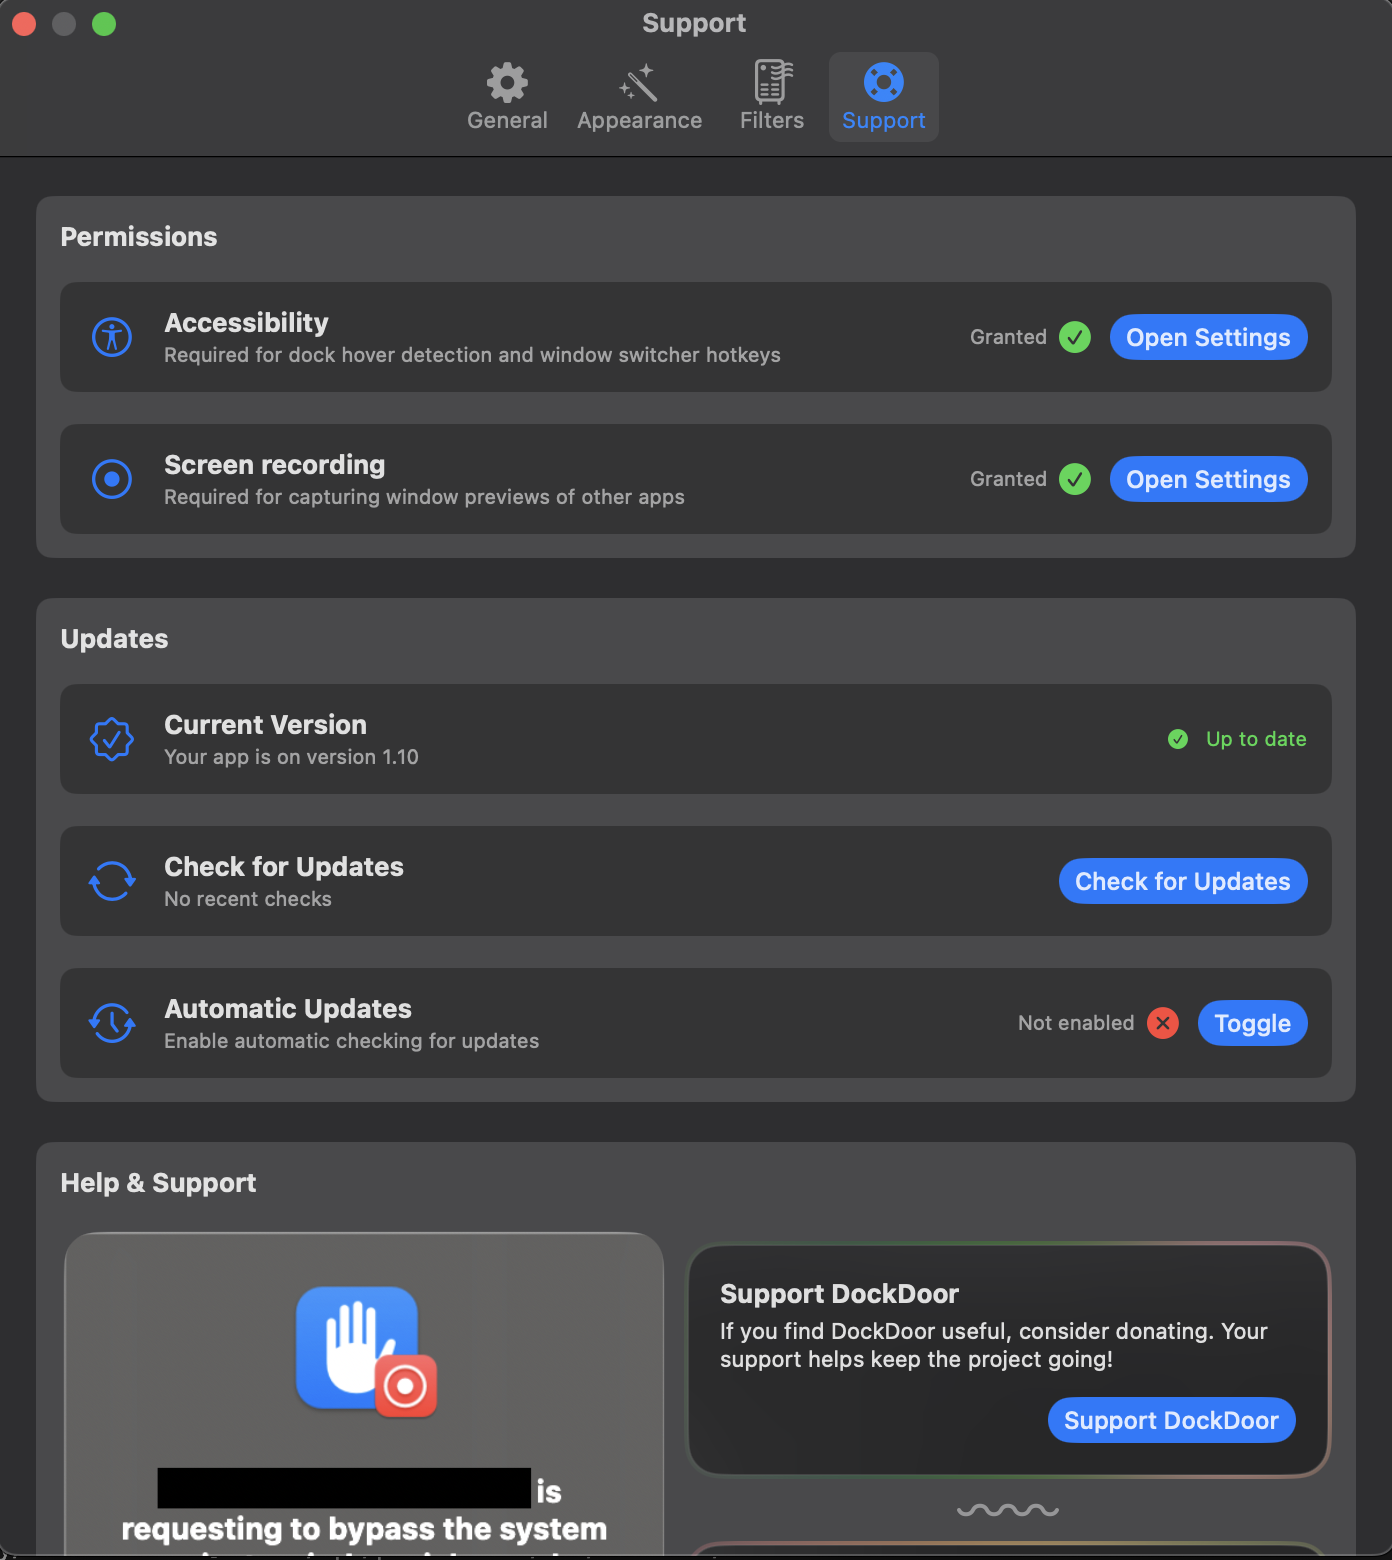 Support
General
Appearance
Filters
Support
Permissions
Accessibility
Required for dock hover detection and window switcher hotkeys
Granted
Open Settings
Screen recording
Required for capturing window previews of other apps
Granted
Open Settings
Updates
Current Version
Your app is on version 1.10
Up to date
Check for Updates
No recent checks
Check for Updates
Automatic Updates
Enable automatic checking for updates
Not enabled
Toggle
Help & Support
is
requesting to bypass the system
Support DockDoor
If you find DockDoor useful, consider donating. Your
support helps keep the project going!
Support DockDoor